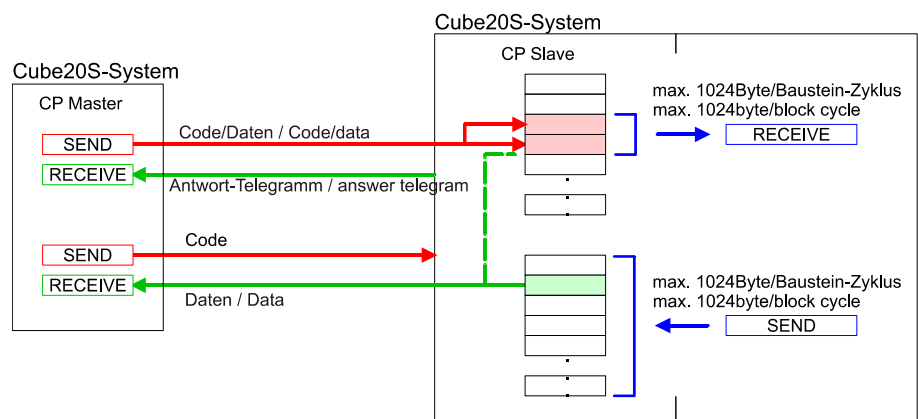 Cube20S-System
CP Slave
Cube20S-System
CP Master
max. 1024Byte/Baustein-Zyklus
max. 1024byte/block cycle
Code/Daten / Code/data
SEND
RECEIVE
RECEIVE
Antwort-Telegramm / answer telegram
Code
SEND
RECEIVE
Daten / Data
max. 1024Byte/Baustein-Zyklus
max. 1024byte/block cycle
SEND